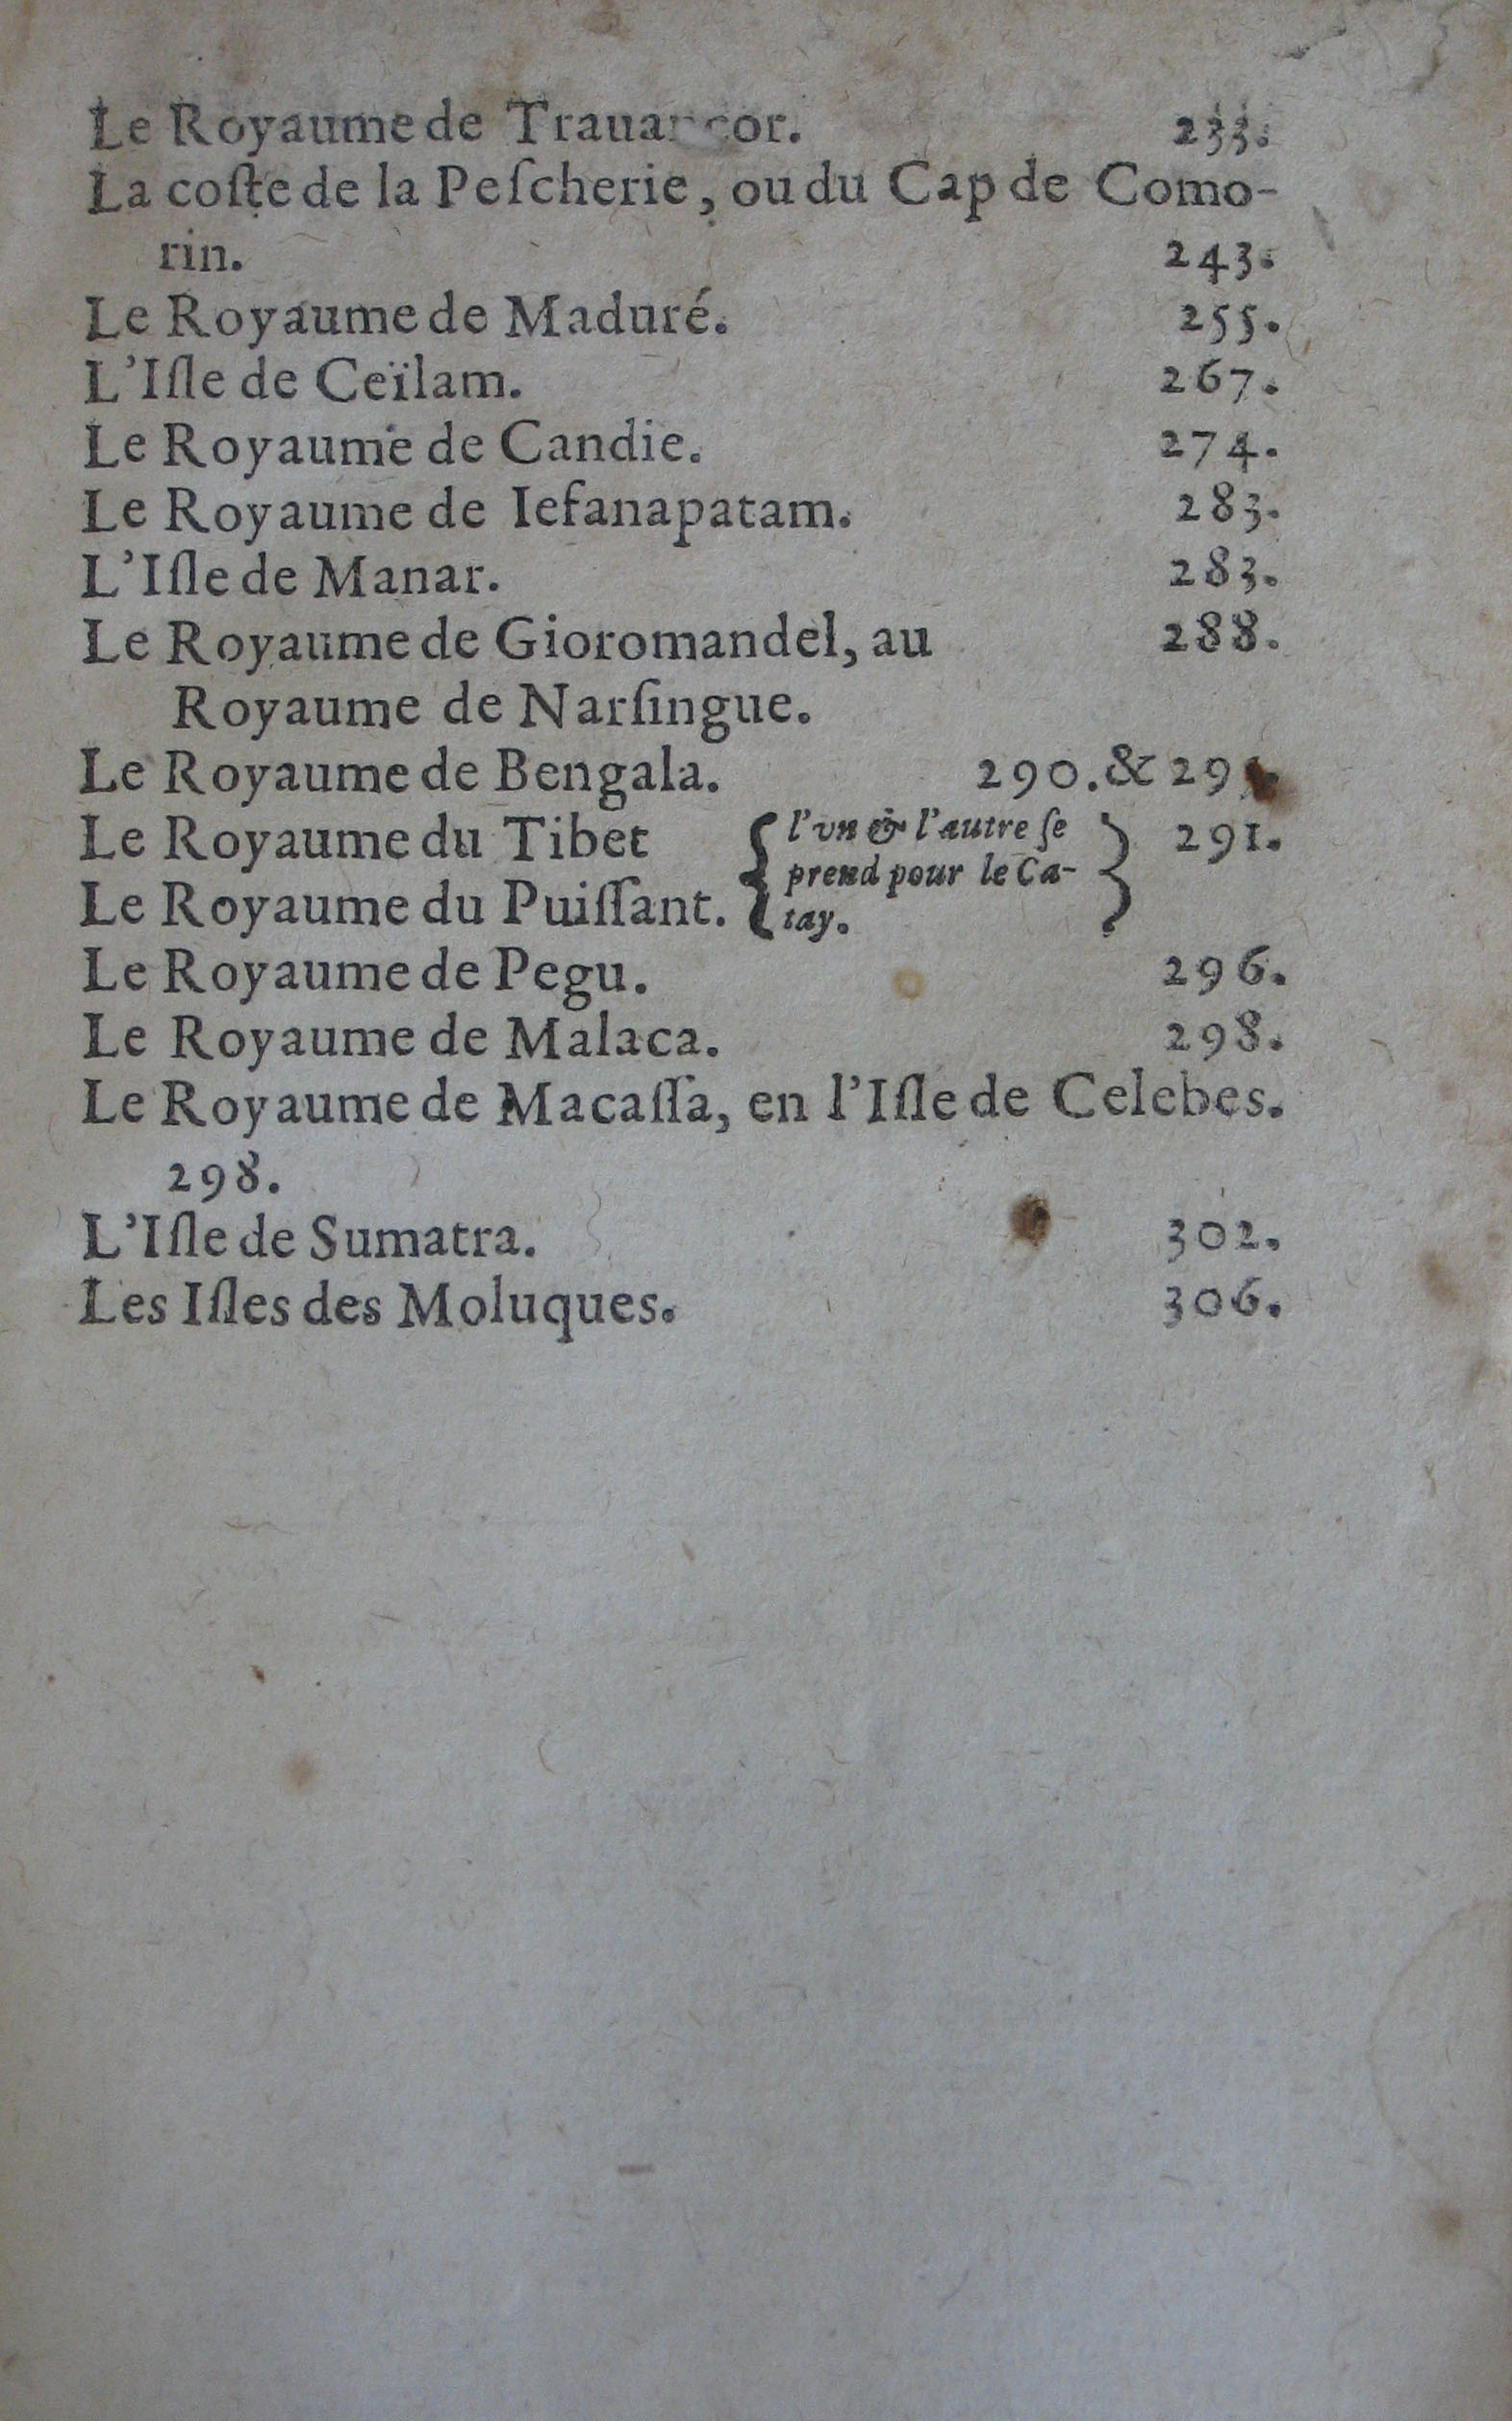 Le Royaume de Trauancor. 233.
La coſte de la Peſcherie, ou du Cap de Como-
rin. 243.
Le Royaume de Maduré. 255.
L'Iſle de Ceïlam. 267.
Le Royaume de Candie. 274.
Le Royaume de Iefanapatam. 283.
L'Iſle de Manar. 283.
Le Royaume de Gioromandel, au 288.
Royaume de Narſingue.
Le Royaume de Bengala. 290. &
Le Royaume du Tibet { l'vn & l'autre ſe } 291.
prend pour le Ca-
Le Royaume du Puiſſant. tay.
Le Royaume de Pegu. 296.
Le Royaume de Malaca. 298.
Le Royaume de Macaſſa, en l'Iſle de Celebes.
298.
L'Iſle de Sumatra. 302.
Les Iſles des Moluques. 306.